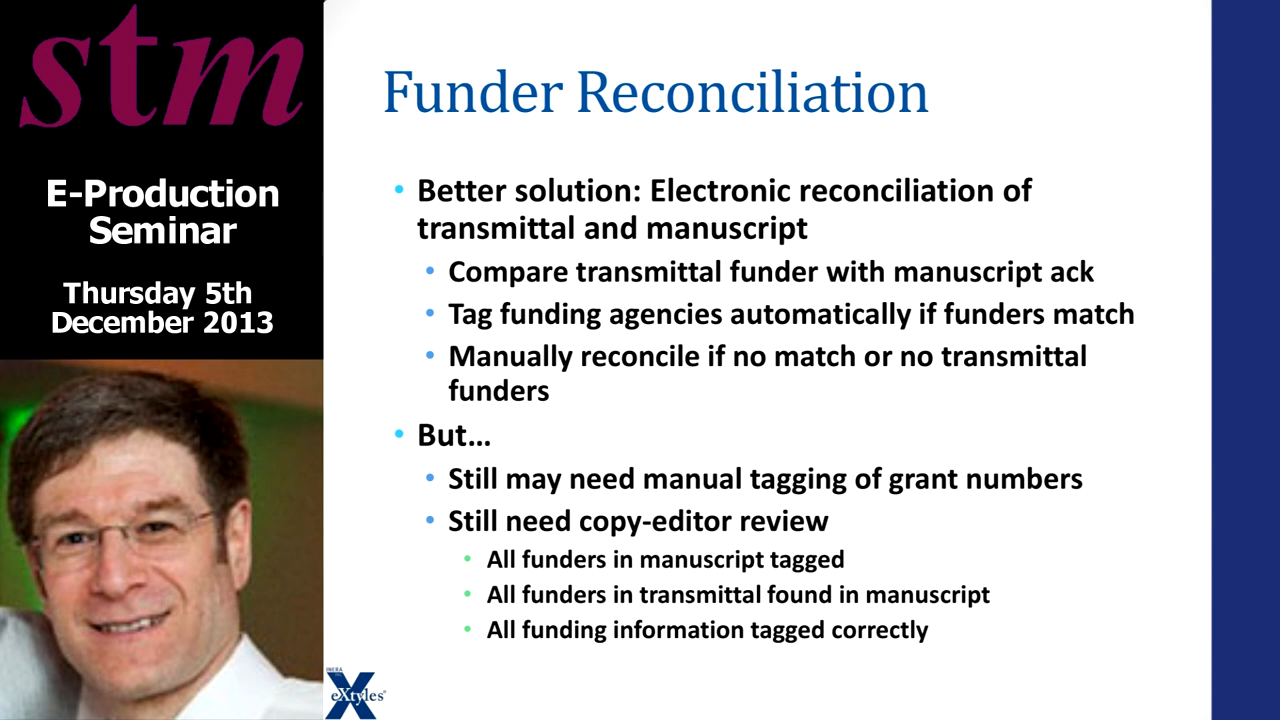 stm
E-Production
Seminar
Thursday 5th
December 2013
Funder Reconciliation
• Better solution: Electronic reconciliation of
transmittal and manuscript
• Compare transmittal funder with manuscript ack
• Tag funding agencies automatically if funders match
• Manually reconcile if no match or no transmittal
funders
• But…
• Still may need manual tagging of grant numbers
• Still need copy-editor review
• All funders in manuscript tagged
• All funders in transmittal found in manuscript
• All funding information tagged correctly
INERA
eXtyles®